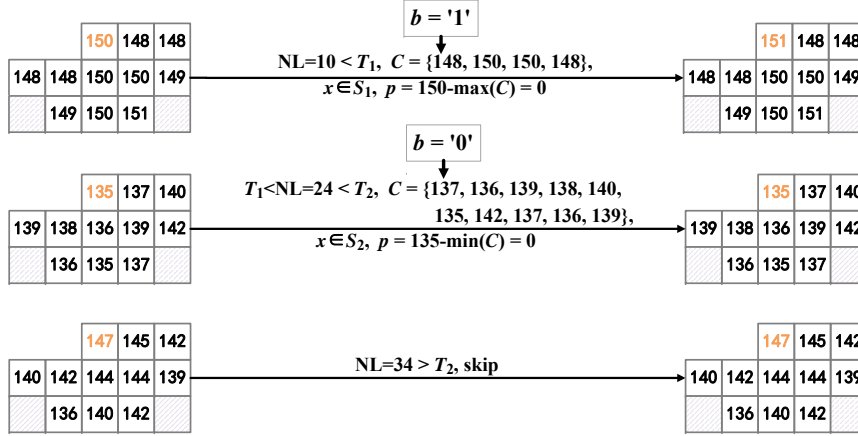 b = '1'
150 148 148
148 148 150 150 149
149 150 151
NL=10 < T1, C = {148, 150, 150, 148},
x∈S1, p = 150-max(C) = 0
151 148 148
148 148 150 150 149
149 150 151
b = '0'
135 137 140
139 138 136 139 142
136 135 137
T1<NL=24 < T2, C = {137, 136, 139, 138, 140,
135, 142, 137, 136, 139},
x∈S2, p = 135-min(C) = 0
135 137 140
139 138 136 139 142
136 135 137
147 145 142
140 142 144 144 139
136 140 142
NL=34 > T2, skip
147 145 142
140 142 144 144 139
136 140 142